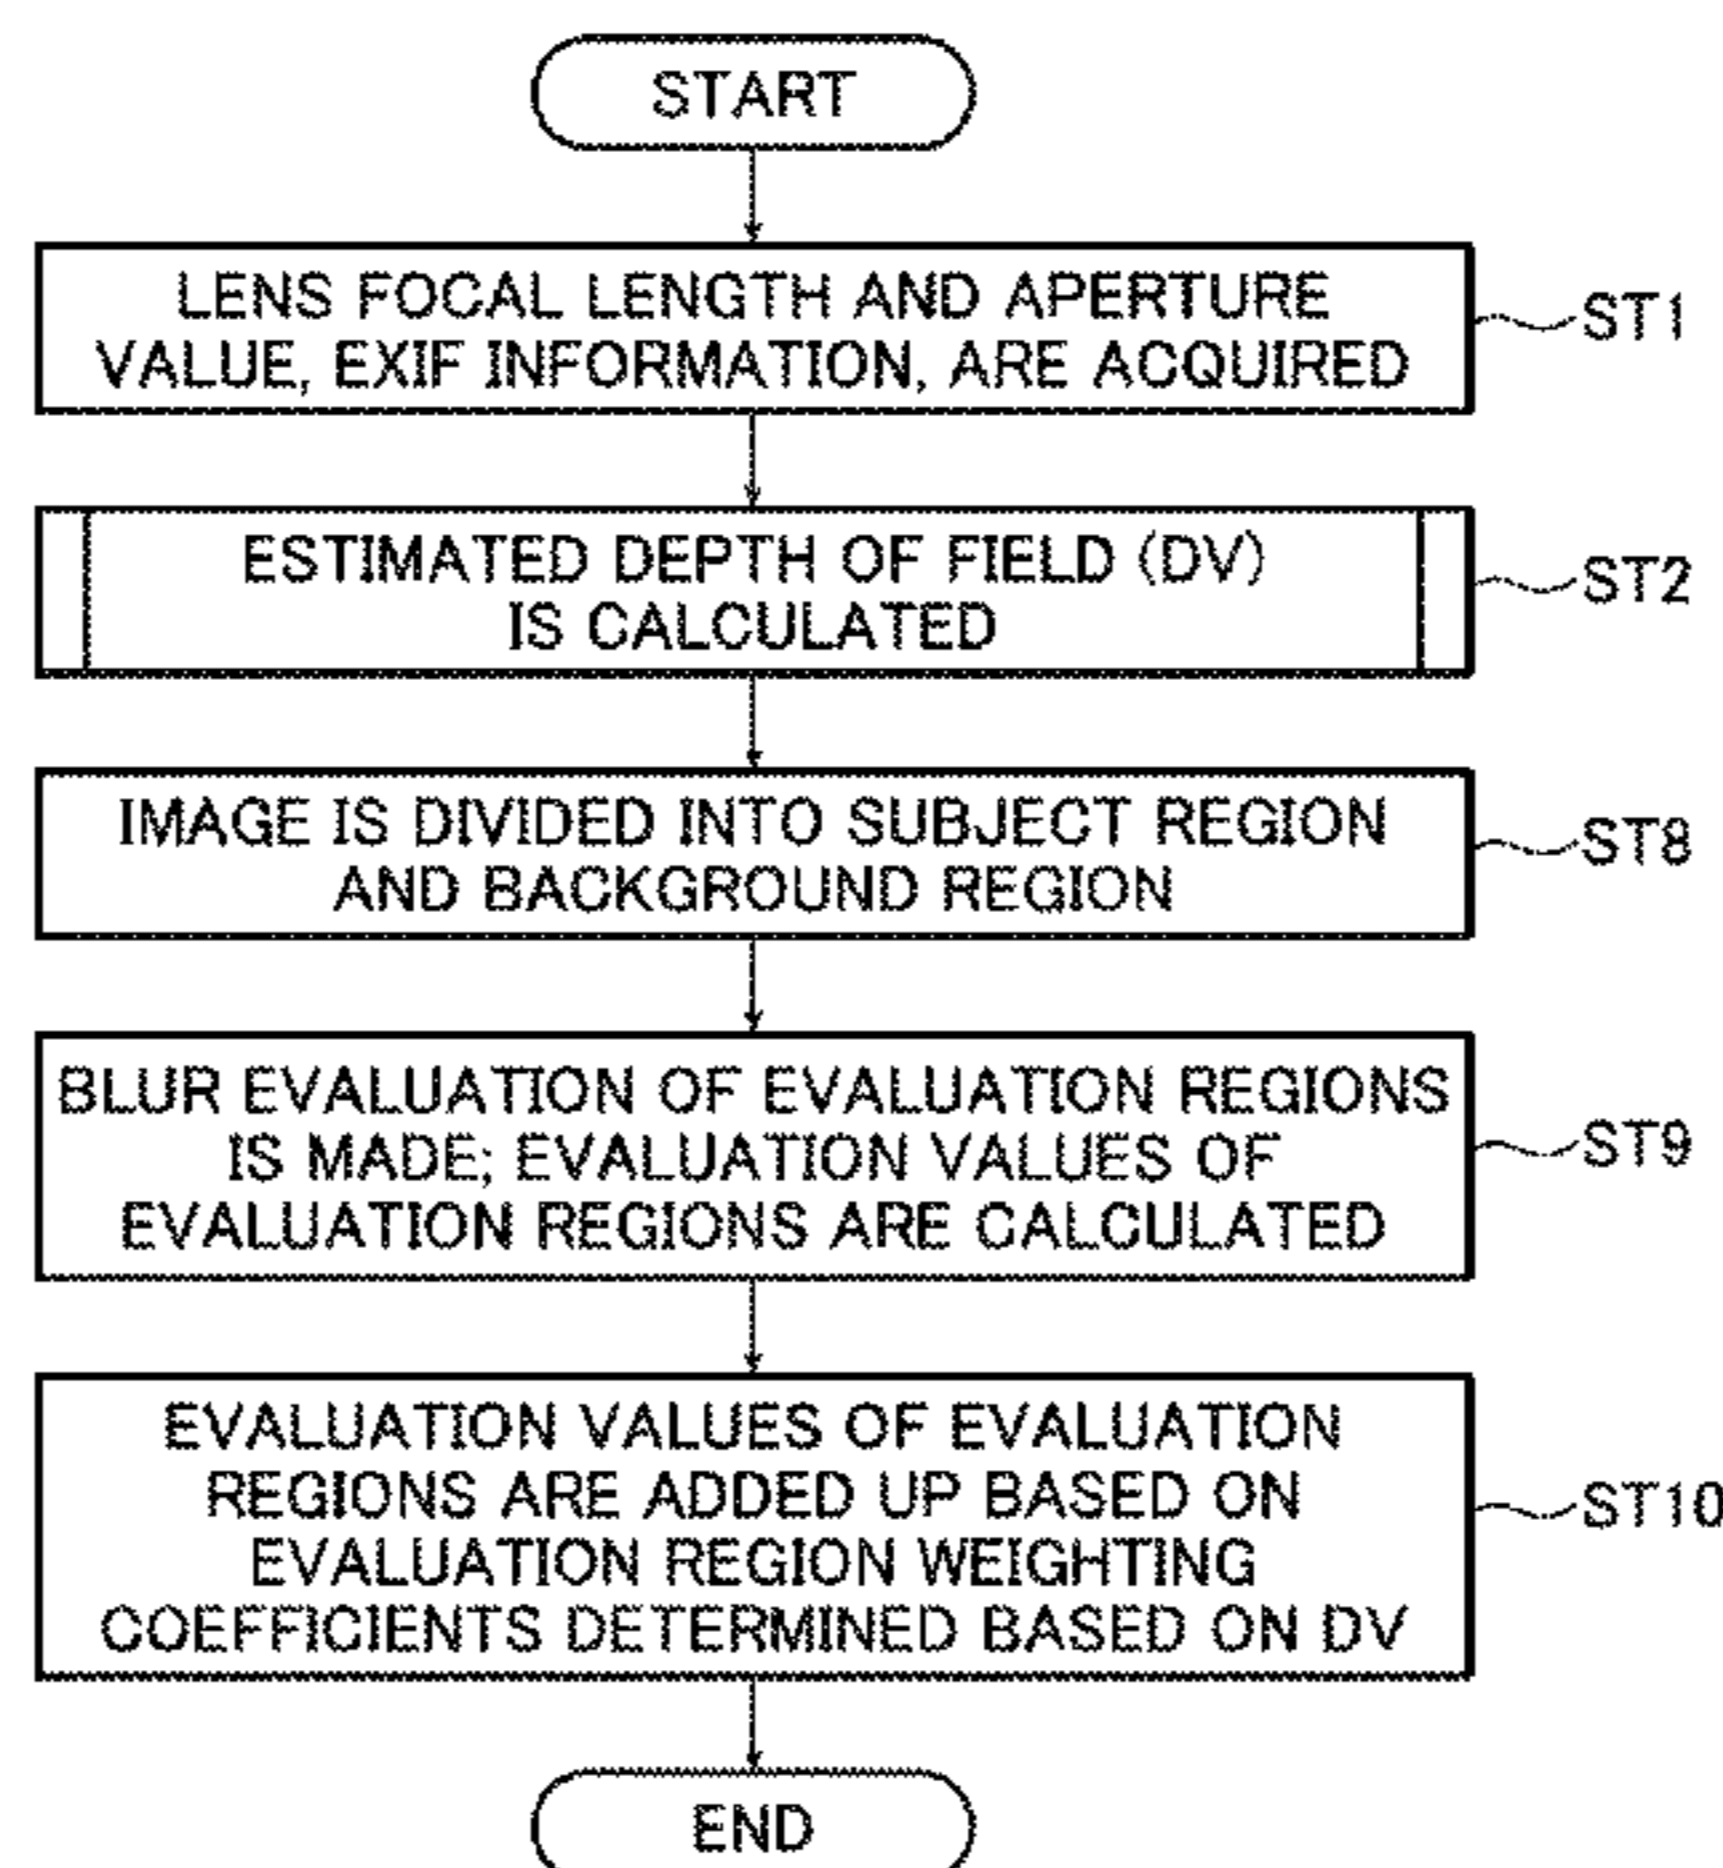 START
LENS FOCAL LENGTH AND APERTURE
VALUE, EXIF INFORMATION, ARE ACQUIRED
ST1
ESTIMATED DEPTH OF FIELD (DV)
IS CALCULATED
ST2
IMAGE IS DIVIDED INTO SUBJECT REGION
AND BACKGROUND REGION
ST8
BLUR EVALUATION OF EVALUATION REGIONS
IS MADE; EVALUATION VALUES OF
EVALUATION REGIONS ARE CALCULATED
ST9
EVALUATION VALUES OF EVALUATION
REGIONS ARE ADDED UP BASED ON
EVALUATION REGION WEIGHTING
COEFFICIENTS DETERMINED BASED ON DV
ST10
END